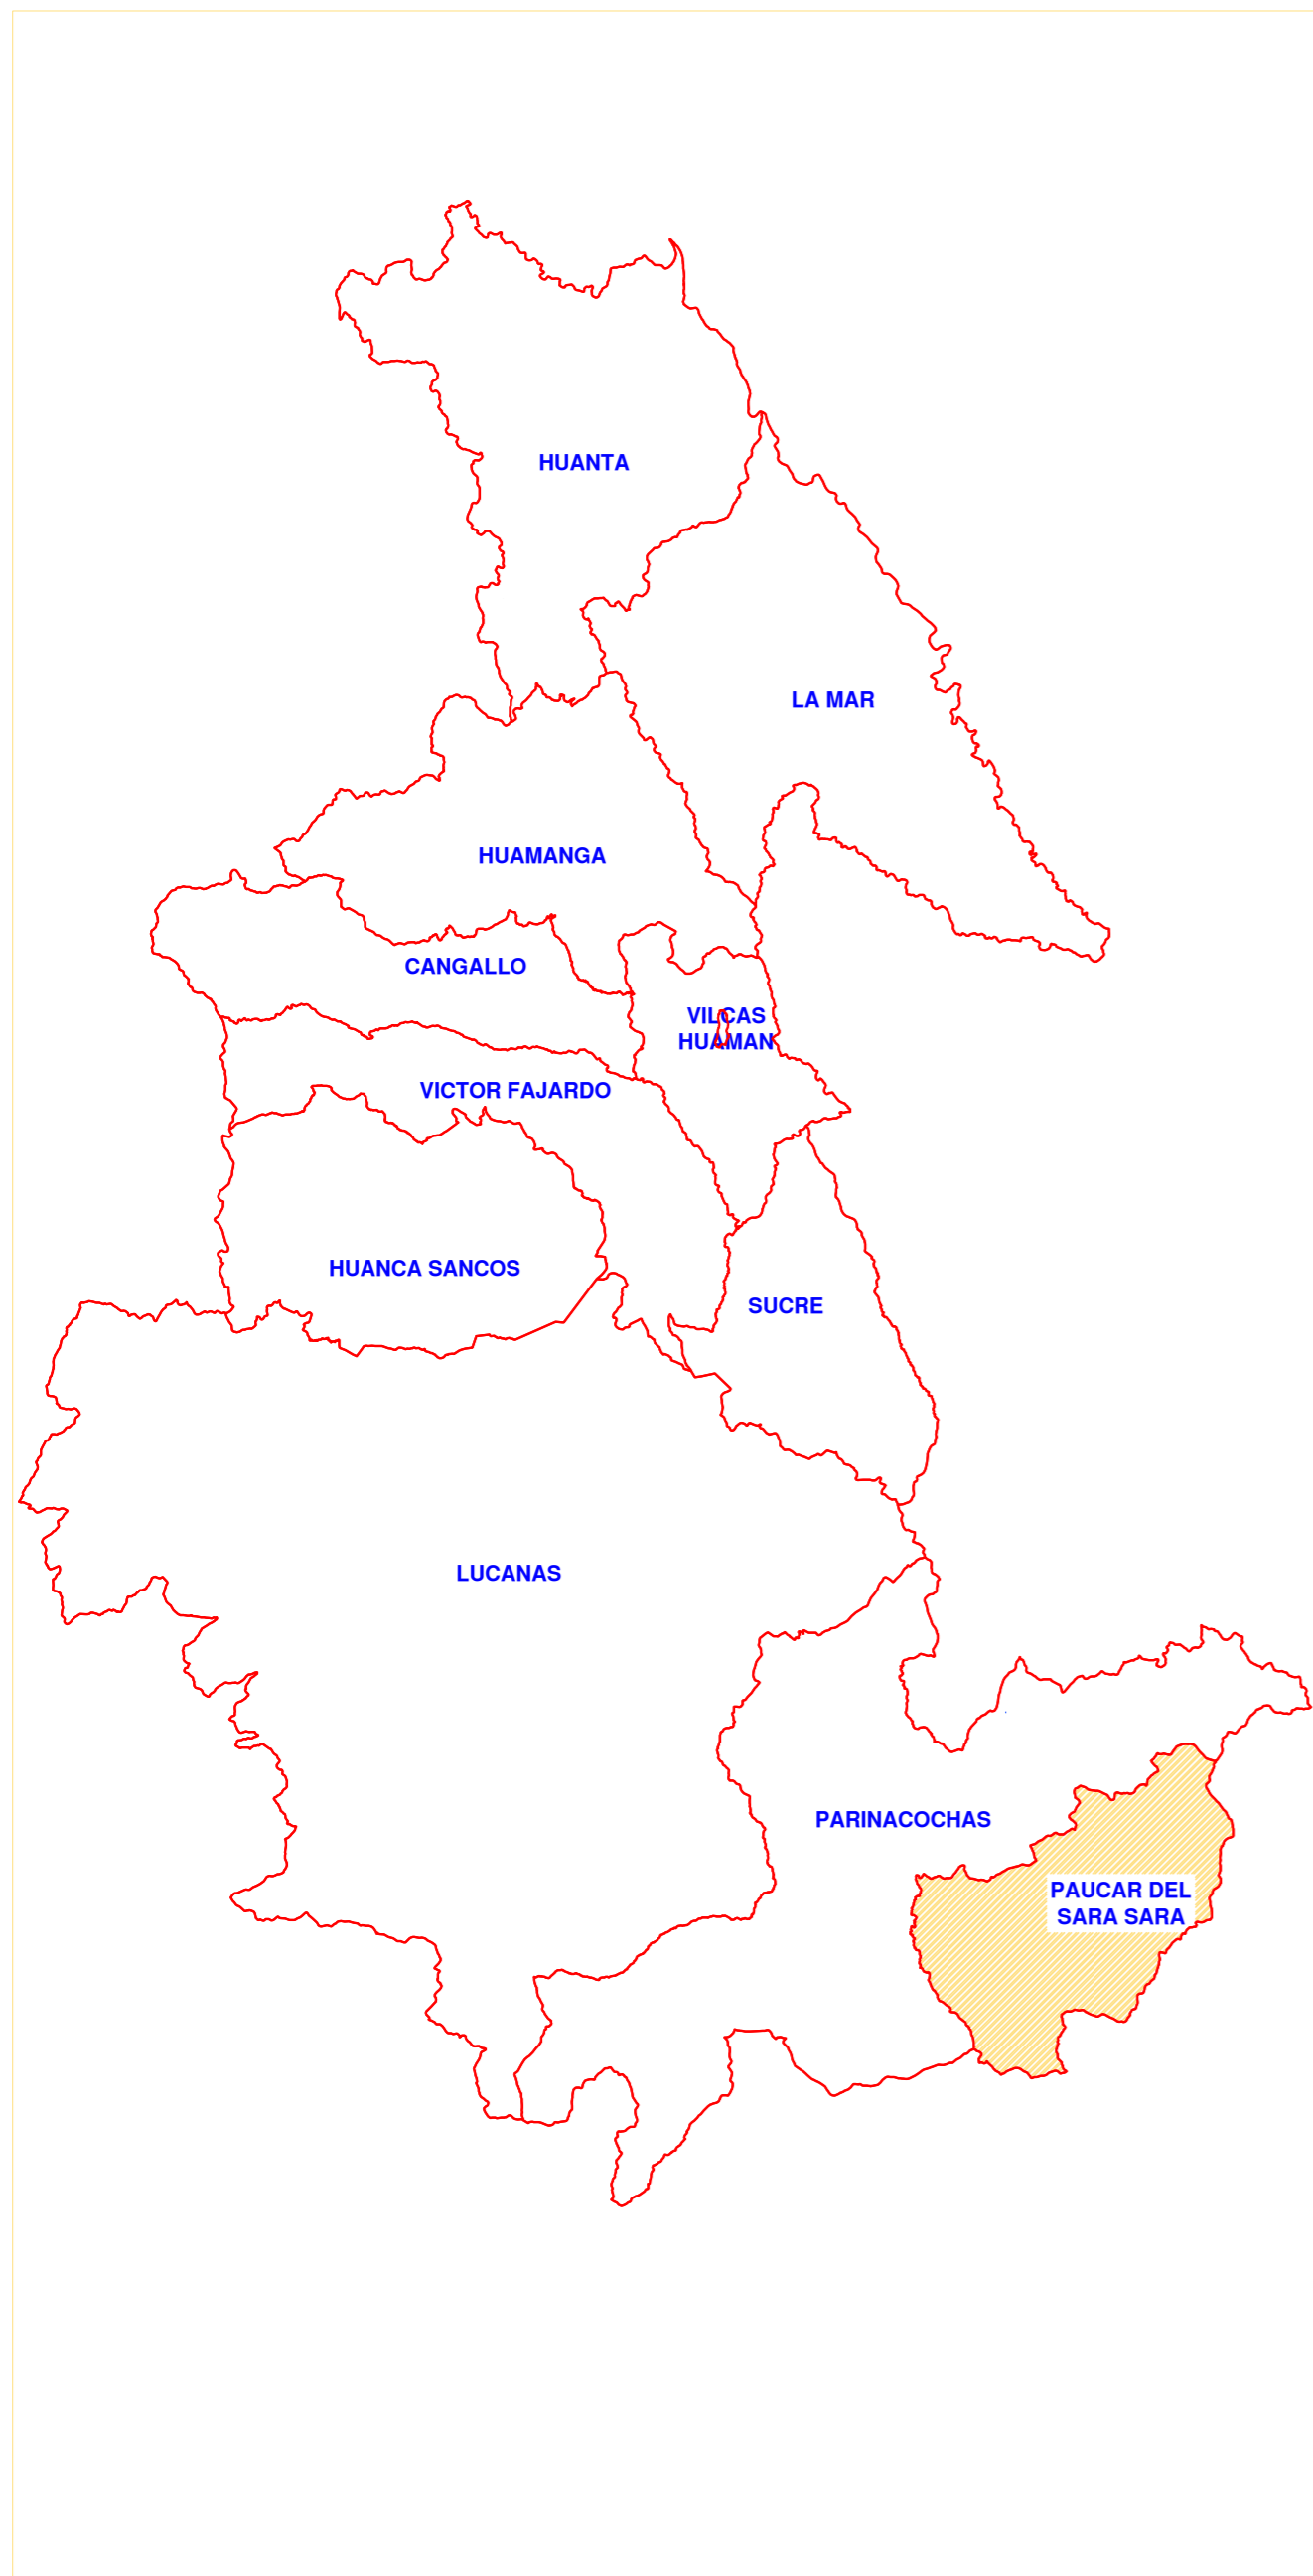 HUANTA
LA MAR
HUAMANGA
CANGALLO
VILCAS
HUAMAN
VICTOR FAJARDO
HUANCA SANCOS
SUCRE
LUCANAS
PARINACOCHAS
PAUCAR DEL
SARA SARA